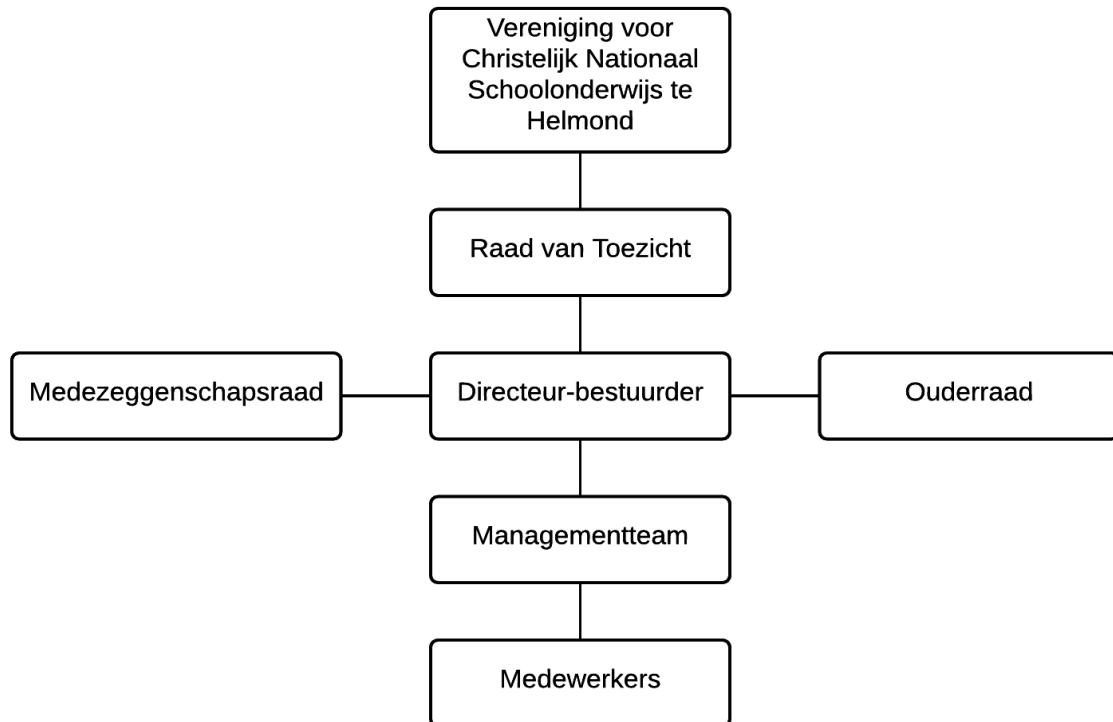 Vereniging voor
Christelijk Nationaal
Schoolonderwijs te
Helmond
Raad van Toezicht
Medezeggenschapsraad
Directeur-bestuurder
Ouderraad
Managementteam
Medewerkers